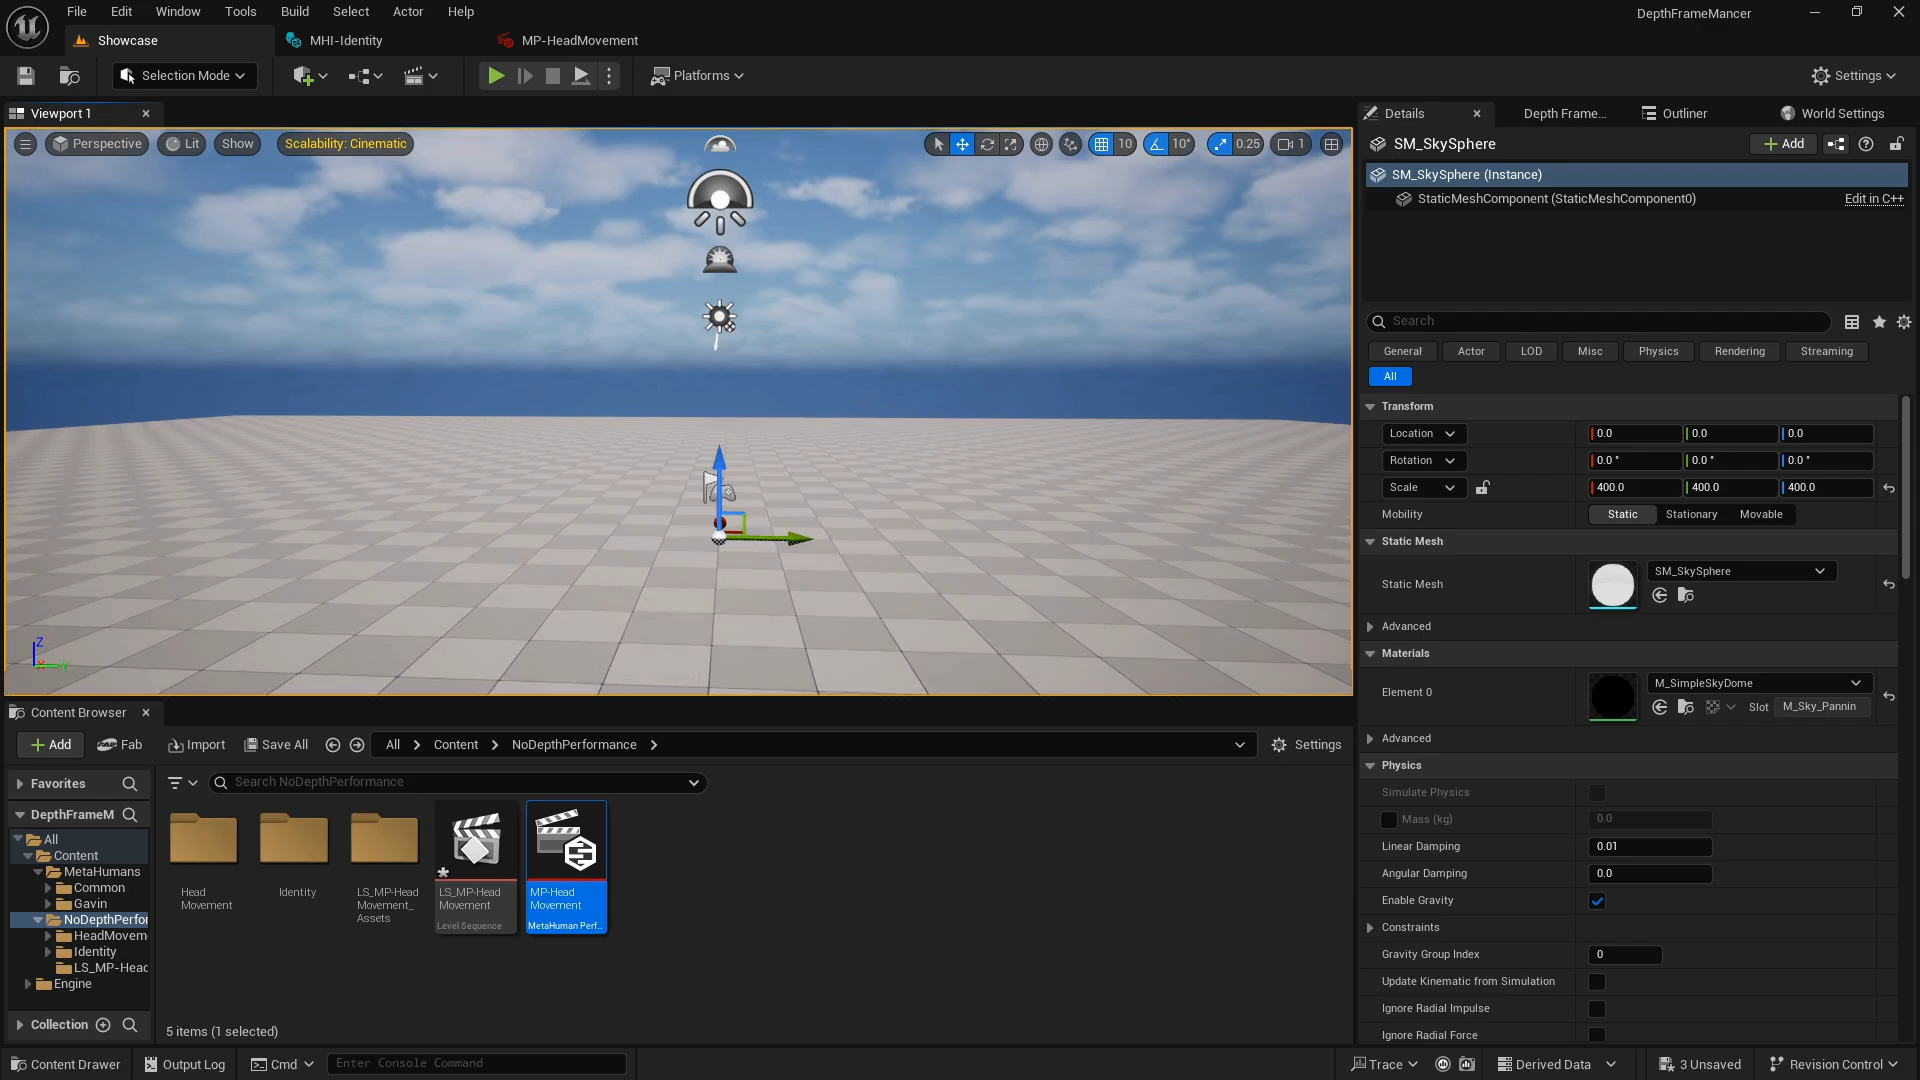 File Edit Window Tools Build Select Actor Help
DepthFrameMancer
Showcase
MHI-Identity
MP-HeadMovement
Selection Mode
Platforms
Settings
Viewport 1
Perspective
Lit
Show
Scalability: Cinematic
10
10°
0.25
1
Z
X
Y
Details
Depth Frame...
Outliner
World Settings
SM_SkySphere
Add
SM_SkySphere (Instance)
StaticMeshComponent (StaticMeshComponent0)
Edit in C++
Search
General Actor LOD Misc Physics Rendering Streaming
All
Transform
Location 0.0 0.0 0.0
Rotation 0.0 ° 0.0 ° 0.0 °
Scale 400.0 400.0 400.0
Mobility Static Stationary Movable
Static Mesh
Static Mesh SM_SkySphere
Advanced
Materials
Element 0 M_SimpleSkyDome
Slot M_Sky_Pannin
Advanced
Physics
Simulate Physics
Mass (kg) 0.0
Linear Damping 0.01
Angular Damping 0.0
Enable Gravity
Constraints
Gravity Group Index 0
Update Kinematic from Simulation
Ignore Radial Impulse
Ignore Radial Force
Content Browser
Add
Fab
Import
Save All
All > Content > NoDepthPerformance >
Settings
Favorites
DepthFrameM
All
Content
MetaHumans
Common
Gavin
NoDepthPerfor
HeadMovem
Identity
LS_MP-Head
Engine
Collection
Search NoDepthPerformance
Head
Movement
Identity
LS_MP-Head
Movement_
Assets
LS_MP-Head
Movement
Level Sequence
MP-Head
Movement
MetaHuman Perf...
5 items (1 selected)
Content Drawer
Output Log
Cmd
Enter Console Command
Trace
Derived Data
3 Unsaved
Revision Control